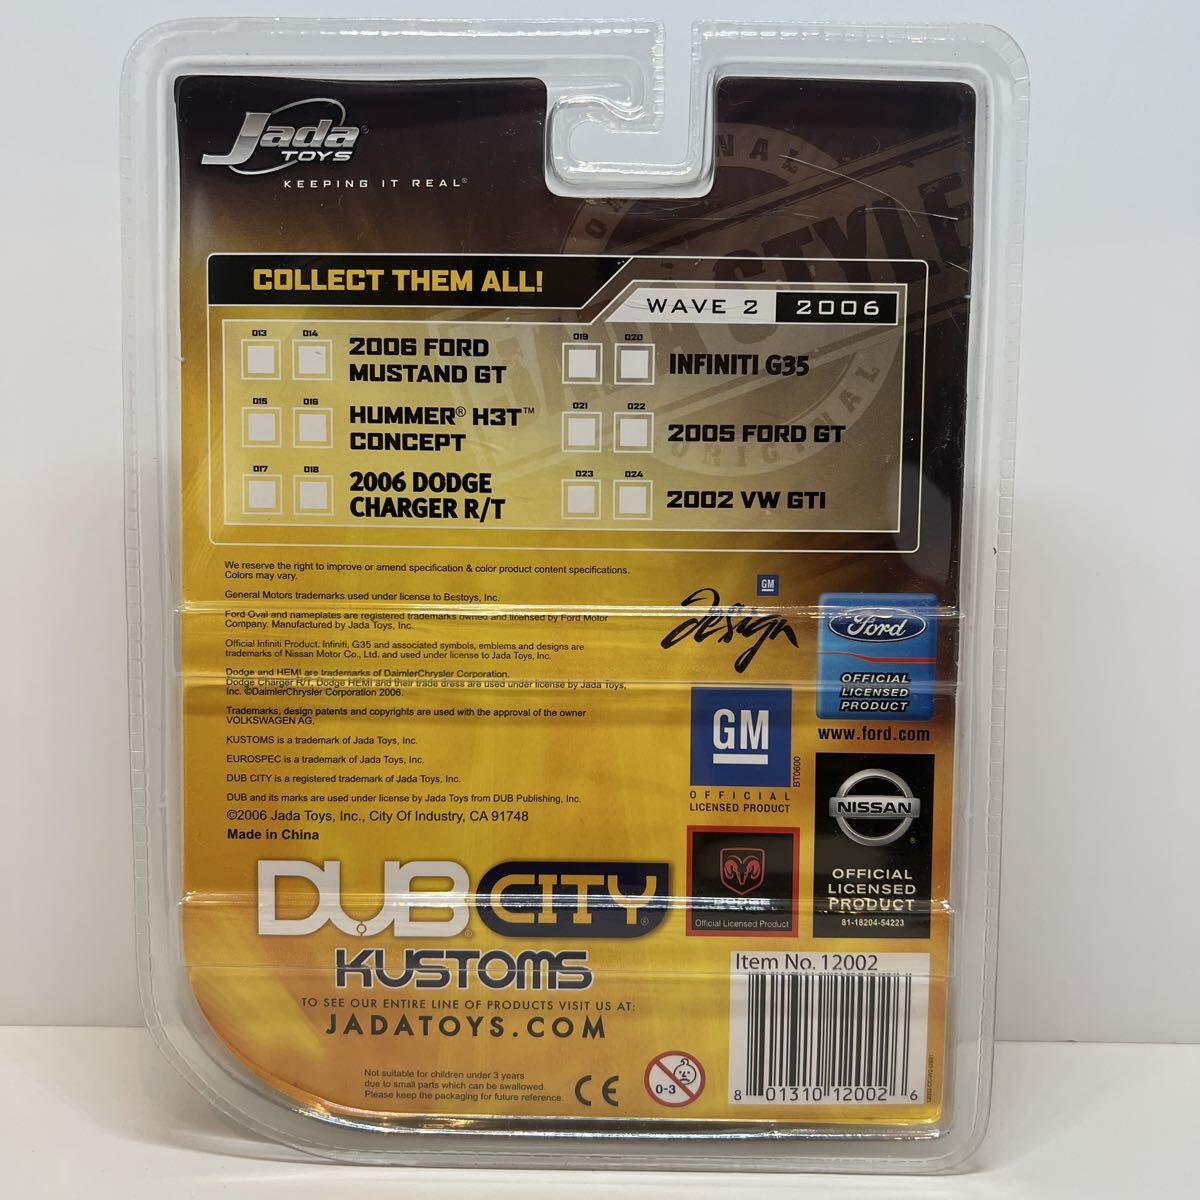 Jada
TOYS
KEEPING IT REAL®
ORIGINAL
STYLE
ORIGINAL
COLLECT THEM ALL!
WAVE 2 2006
013 014
2006 FORD
MUSTAND GT
015 016
HUMMER® H3T™
CONCEPT
017 018
2006 DODGE
CHARGER R/T
019 020
INFINITI G35
021 022
2005 FORD GT
023 024
2002 VW GTI
We reserve the right to improve or amend specification & color product content specifications.
Colors may vary.
General Motors trademarks used under license to Bestoys, Inc.
Ford Oval and nameplates are registered trademarks owned and licensed by Ford Motor
Company. Manufactured by Jada Toys, Inc.
Official Infiniti Product. Infiniti, G35 and associated symbols, emblems and designs are
trademarks of Nissan Motor Co., Ltd. and used under license to Jada Toys, Inc.
Dodge and HEMI are trademarks of DaimlerChrysler Corporation.
Dodge Charger R/T, Dodge HEMI and their trade dress are used under license by Jada Toys,
Inc. ©DaimlerChrysler Corporation 2006.
Trademarks, design patents and copyrights are used with the approval of the owner
VOLKSWAGEN AG.
KUSTOMS is a trademark of Jada Toys, Inc.
EUROSPEC is a trademark of Jada Toys, Inc.
DUB CITY is a registered trademark of Jada Toys, Inc.
DUB and its marks are used under license by Jada Toys from DUB Publishing, Inc.
©2006 Jada Toys, Inc., City Of Industry, CA 91748
Made in China
GM
design
GM
OFFICIAL
LICENSED PRODUCT
BT0600
Ford
OFFICIAL
LICENSED
PRODUCT
www.ford.com
DODGE
Official Licensed Product
NISSAN
OFFICIAL
LICENSED
PRODUCT
81-18204-54223
DUB CITY®
KUSTOMS
TO SEE OUR ENTIRE LINE OF PRODUCTS VISIT US AT:
JADATOYS.COM
Not suitable for children under 3 years
due to small parts which can be swallowed.
Please keep the packaging for future reference.
CE
0-3
Item No. 12002
8 01310 12002 6